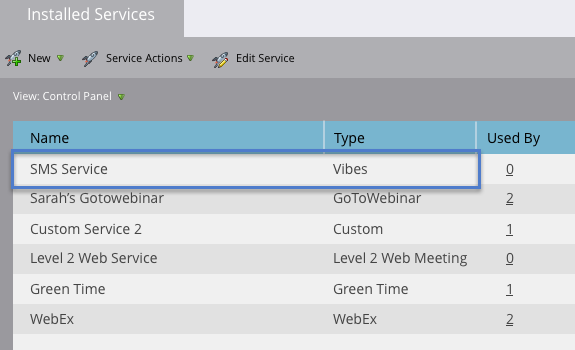 Installed Services
New Service Actions Edit Service
View: Control Panel
Name Type Used By
SMS Service Vibes 0
Sarah's Gotowebinar GoToWebinar 2
Custom Service 2 Custom 1
Level 2 Web Service Level 2 Web Meeting 0
Green Time Green Time 1
WebEx WebEx 2